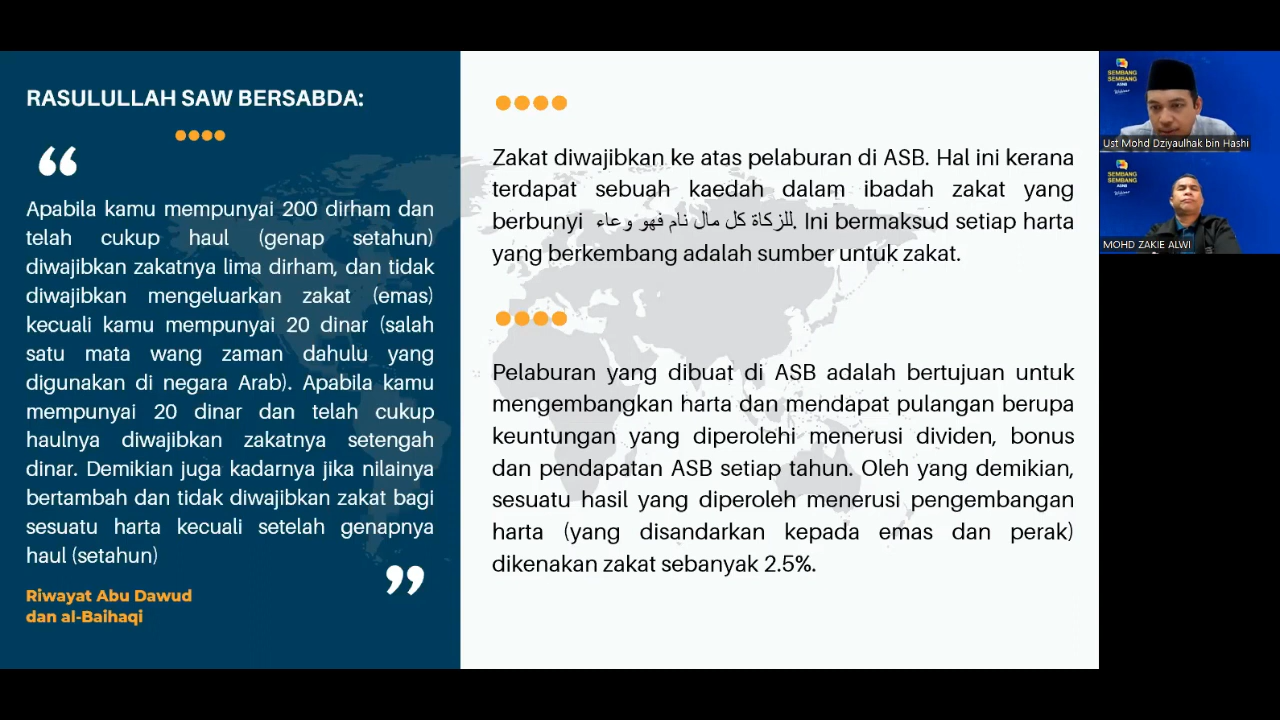 RASULULLAH SAW BERSABDA:
“
Apabila kamu mempunyai 200 dirham dan
telah cukup haul (genap setahun)
diwajibkan zakatnya lima dirham, dan tidak
diwajibkan mengeluarkan zakat (emas)
kecuali kamu mempunyai 20 dinar (salah
satu mata wang zaman dahulu yang
digunakan di negara Arab). Apabila kamu
mempunyai 20 dinar dan telah cukup
haulnya diwajibkan zakatnya setengah
dinar. Demikian juga kadarnya jika nilainya
bertambah dan tidak diwajibkan zakat bagi
sesuatu harta kecuali setelah genapnya
haul (setahun)
”
Riwayat Abu Dawud
dan al-Baihaqi
Zakat diwajibkan ke atas pelaburan di ASB. Hal ini kerana
terdapat sebuah kaedah dalam ibadah zakat yang
berbunyi للزكاة كل مال نام فهو وعاء. Ini bermaksud setiap harta
yang berkembang adalah sumber untuk zakat.
Pelaburan yang dibuat di ASB adalah bertujuan untuk
mengembangkan harta dan mendapat pulangan berupa
keuntungan yang diperolehi menerusi dividen, bonus
dan pendapatan ASB setiap tahun. Oleh yang demikian,
sesuatu hasil yang diperoleh menerusi pengembangan
harta (yang disandarkan kepada emas dan perak)
dikenakan zakat sebanyak 2.5%.
SEMBANG
SEMBANG
ASNB
Ust Mohd Dziyaulhak bin Hashi
SEMBANG
SEMBANG
ASNB
MOHD ZAKIE ALWI